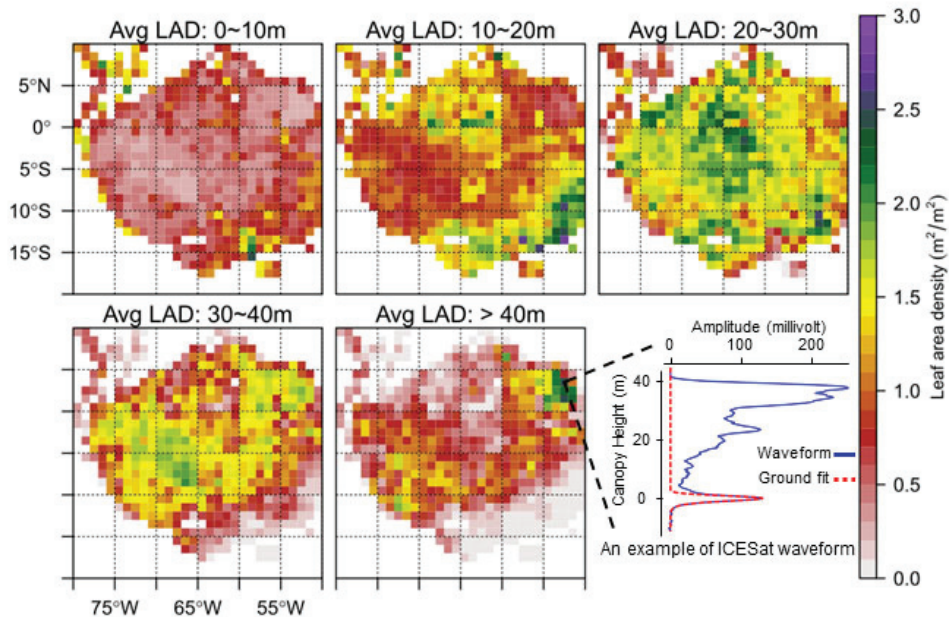 Avg LAD: 0~10m
Avg LAD: 10~20m
Avg LAD: 20~30m
5°N
0°
5°S
10°S
15°S
Avg LAD: 30~40m
Avg LAD: > 40m
75°W
65°W
55°W
Amplitude (millivolt)
0
100
200
Canopy Height (m)
40
20
0
Waveform
Ground fit
An example of ICESat waveform
3.0
2.5
2.0
1.5
1.0
0.5
0.0
Leaf area density (m²/m²)